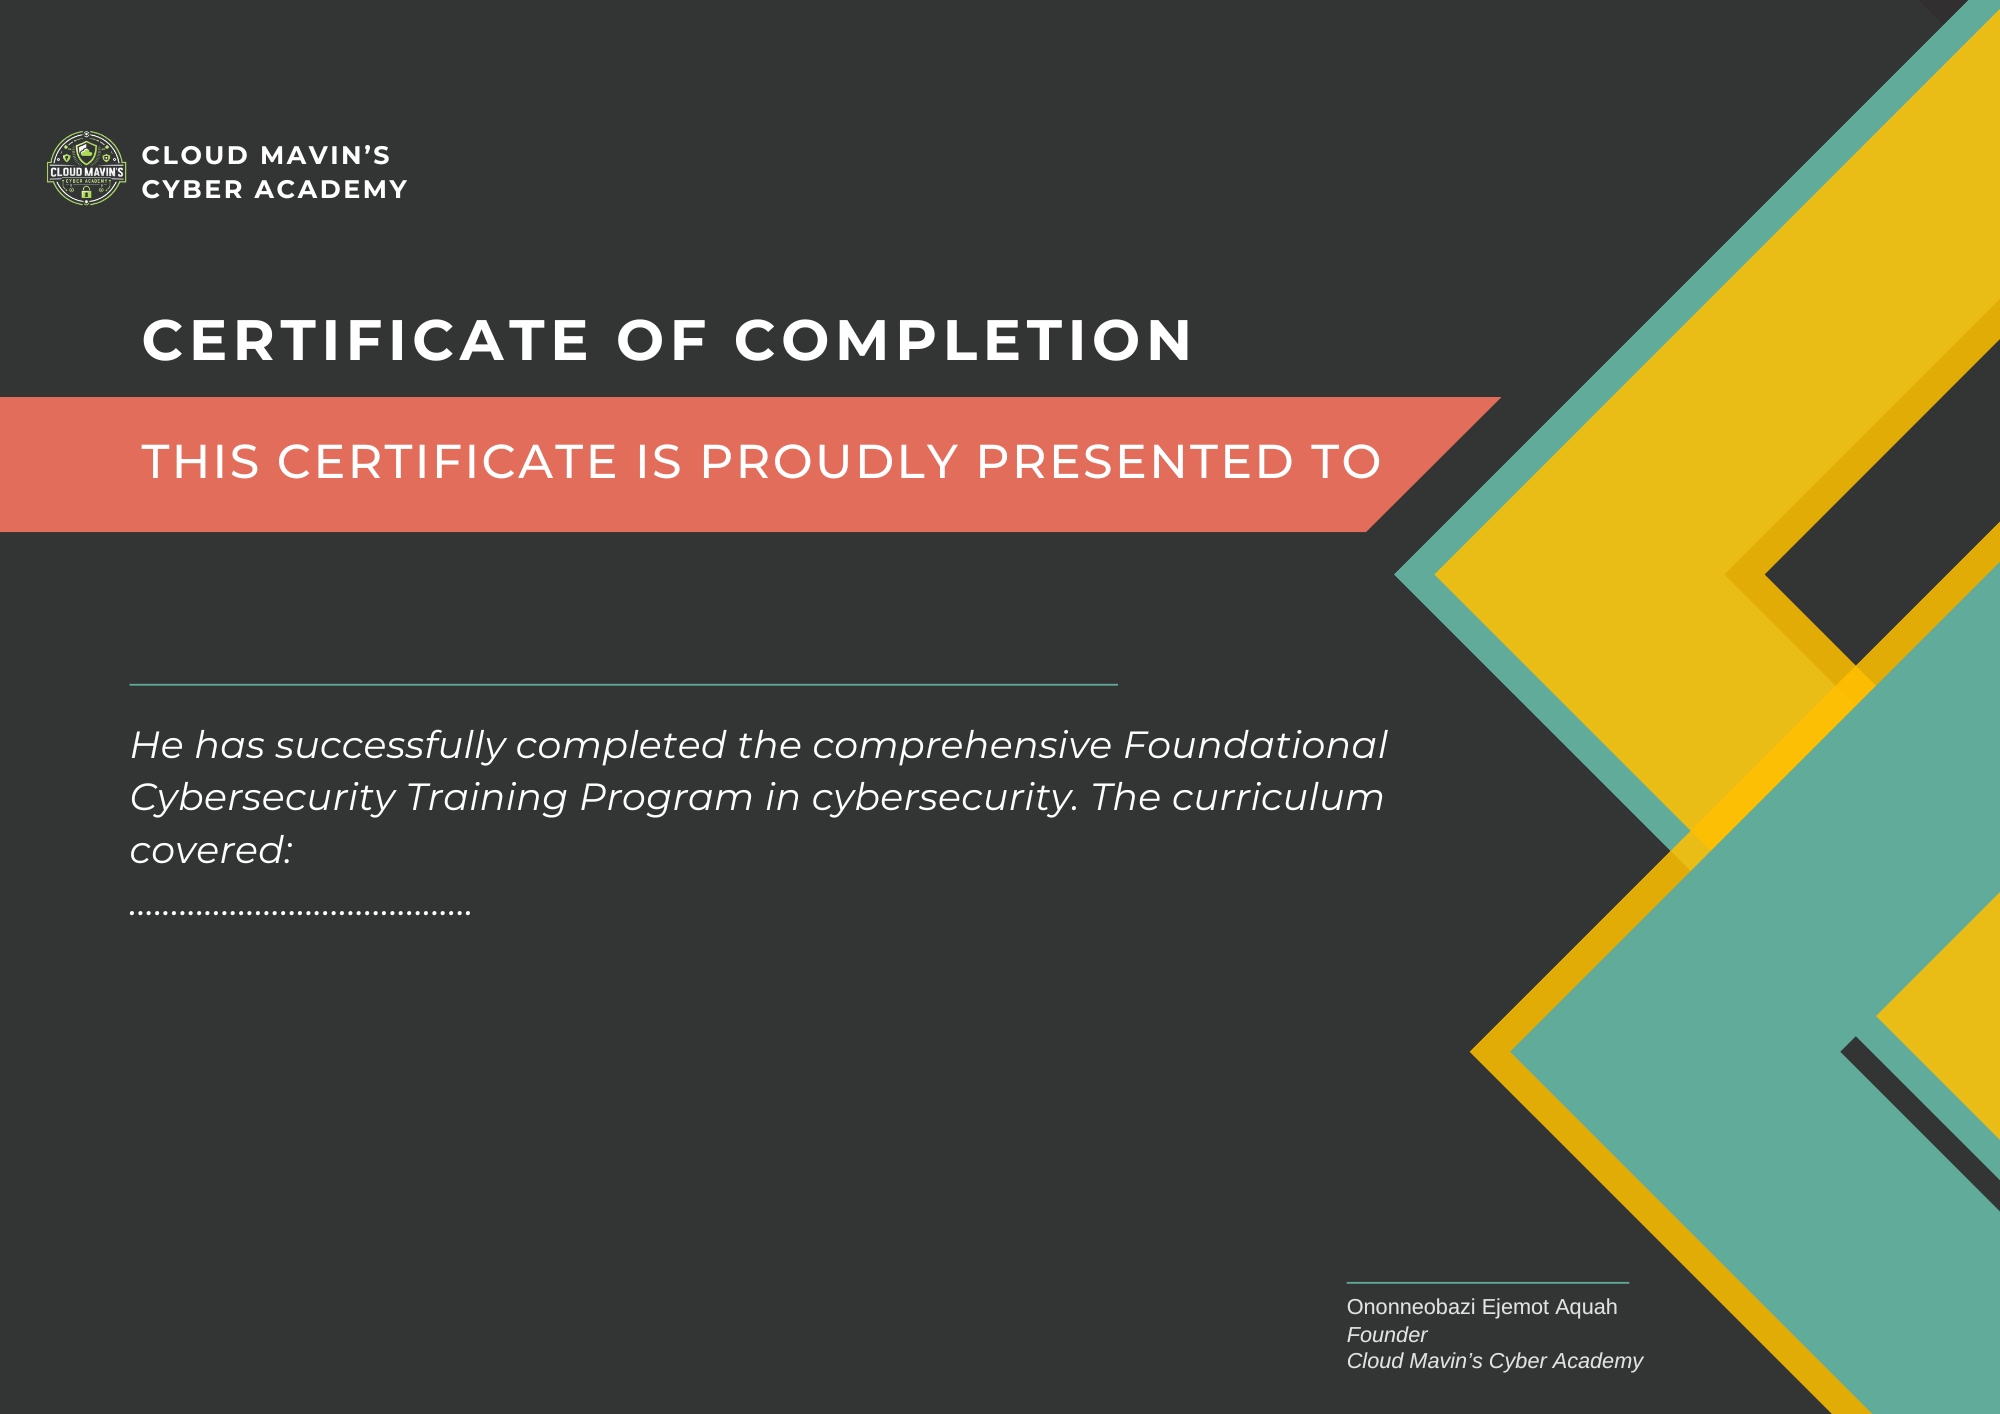 CLOUD MAVIN'S
CYBER ACADEMY
CLOUD MAVIN’S
CYBER ACADEMY
CERTIFICATE OF COMPLETION
THIS CERTIFICATE IS PROUDLY PRESENTED TO
He has successfully completed the comprehensive Foundational
Cybersecurity Training Program in cybersecurity. The curriculum
covered:
.........................................
Ononneobazi Ejemot Aquah
Founder
Cloud Mavin’s Cyber Academy